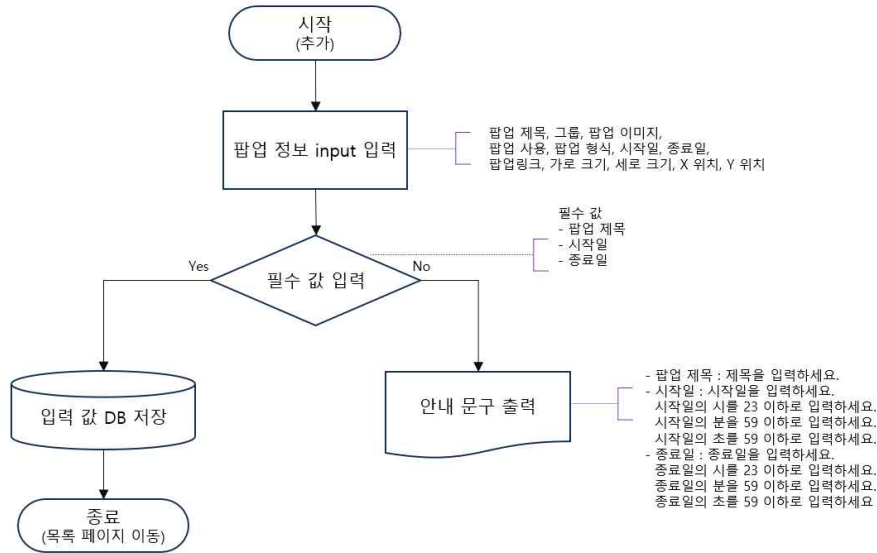 시작
(추가)
팝업 정보 input 입력
팝업 제목, 그룹, 팝업 이미지,
팝업 사용, 팝업 형식, 시작일, 종료일,
팝업링크, 가로 크기, 세로 크기, X 위치, Y 위치
필수 값
- 팝업 제목
- 시작일
- 종료일
Yes
필수 값 입력
No
입력 값 DB 저장
안내 문구 출력
- 팝업 제목 : 제목을 입력하세요.
- 시작일 : 시작일을 입력하세요.
시작일의 시를 23 이하로 입력하세요.
시작일의 분을 59 이하로 입력하세요.
시작일의 초를 59 이하로 입력하세요.
- 종료일 : 종료일을 입력하세요.
종료일의 시를 23 이하로 입력하세요.
종료일의 분을 59 이하로 입력하세요.
종료일의 초를 59 이하로 입력하세요
종료
(목록 페이지 이동)